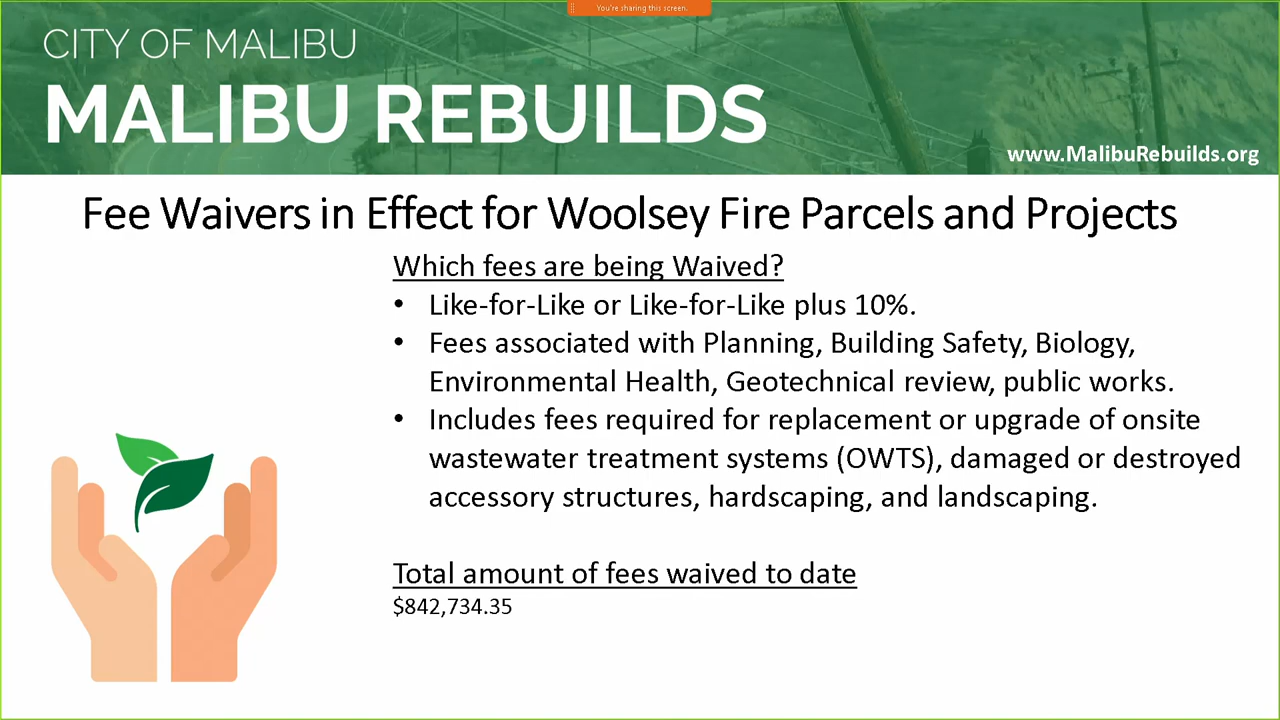 You're sharing this screen.
CITY OF MALIBU
MALIBU REBUILDS
www.MalibuRebuilds.org
Fee Waivers in Effect for Woolsey Fire Parcels and Projects
Which fees are being Waived?
• Like-for-Like or Like-for-Like plus 10%.
• Fees associated with Planning, Building Safety, Biology,
Environmental Health, Geotechnical review, public works.
• Includes fees required for replacement or upgrade of onsite
wastewater treatment systems (OWTS), damaged or destroyed
accessory structures, hardscaping, and landscaping.
Total amount of fees waived to date
$842,734.35